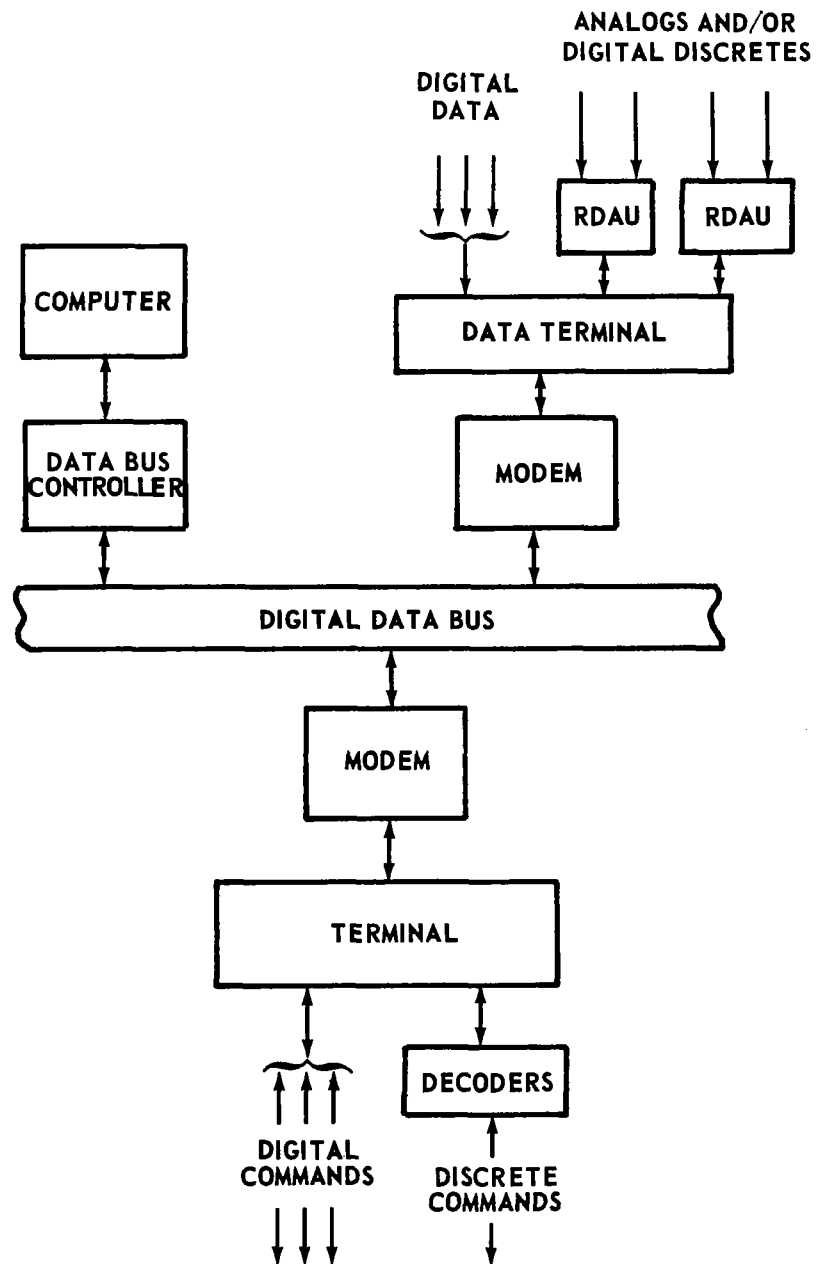 ANALOGS AND/OR
DIGITAL DISCRETES
DIGITAL
DATA
RDAU
RDAU
COMPUTER
DATA TERMINAL
DATA BUS
CONTROLLER
MODEM
DIGITAL DATA BUS
MODEM
TERMINAL
DECODERS
DIGITAL
COMMANDS
DISCRETE
COMMANDS